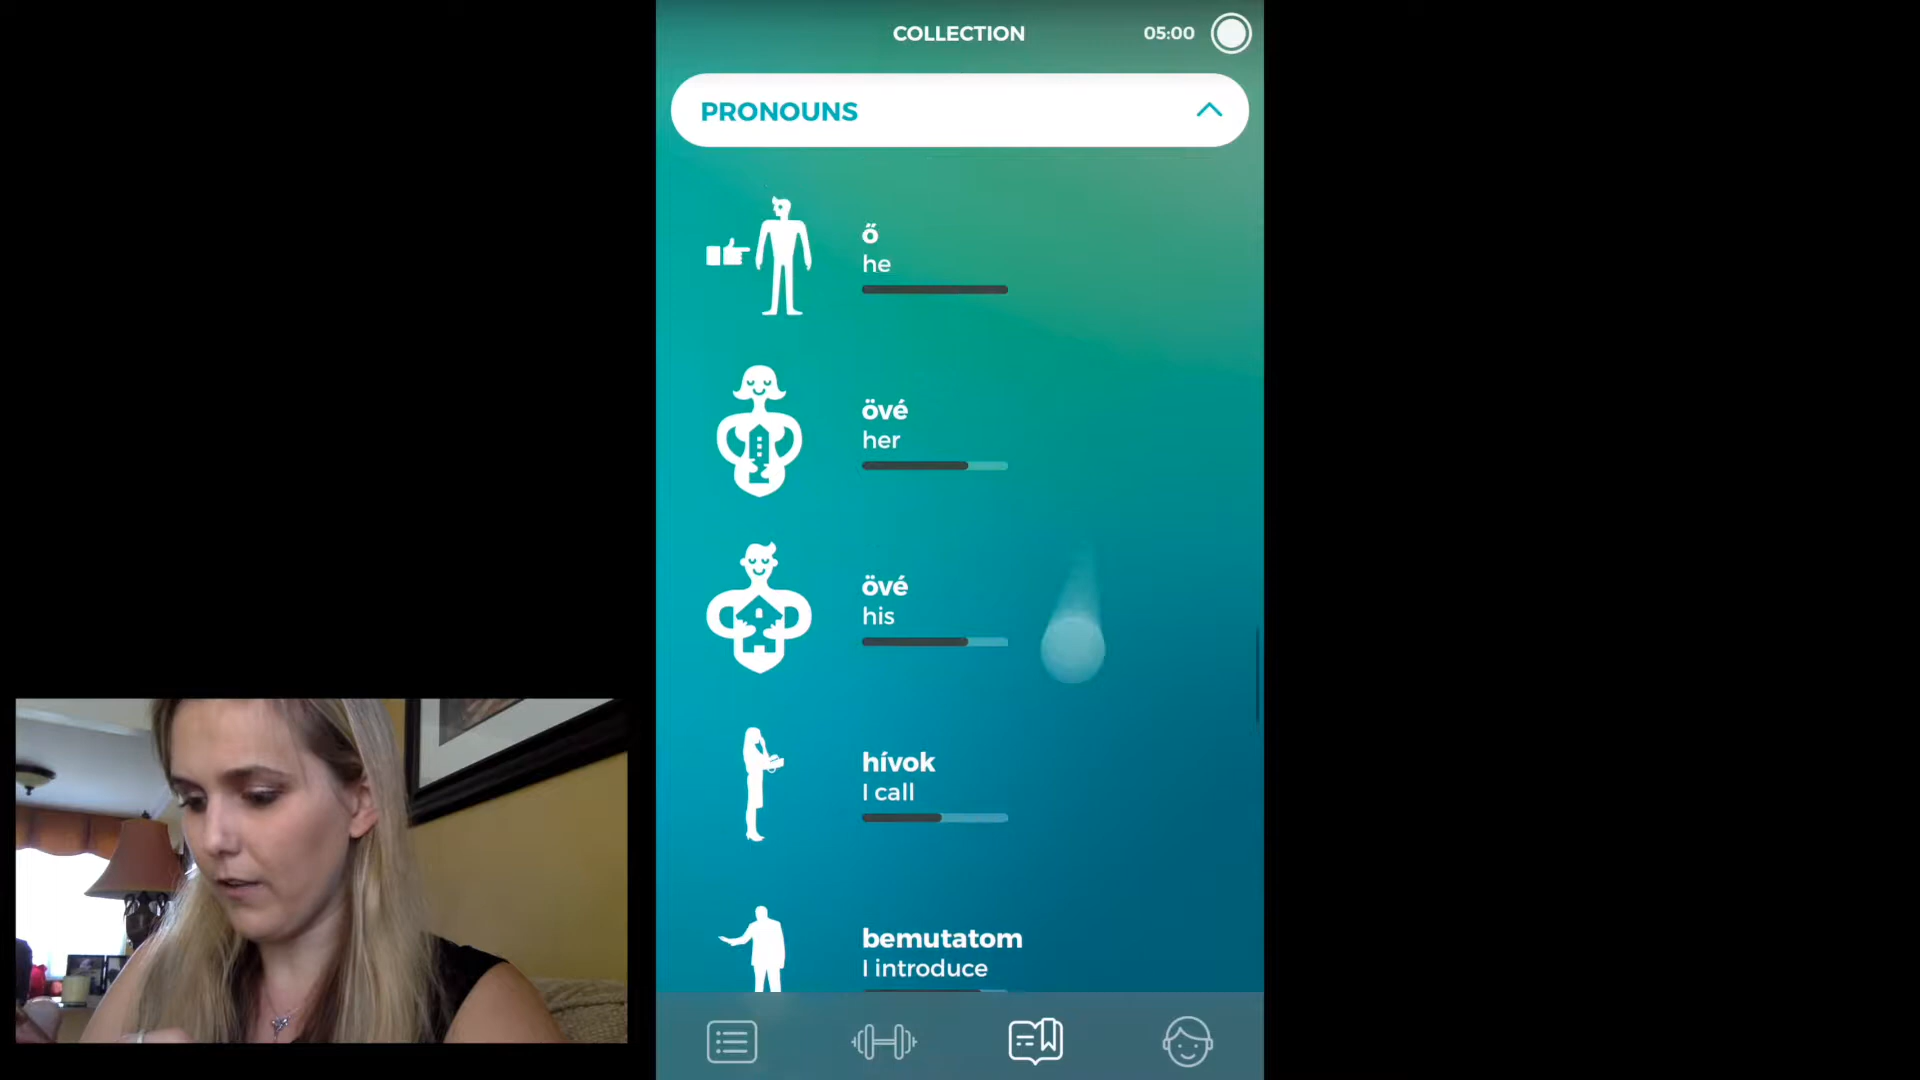 COLLECTION
05:00
PRONOUNS
ő
he
övé
her
övé
his
hívok
I call
bemutatom
I introduce